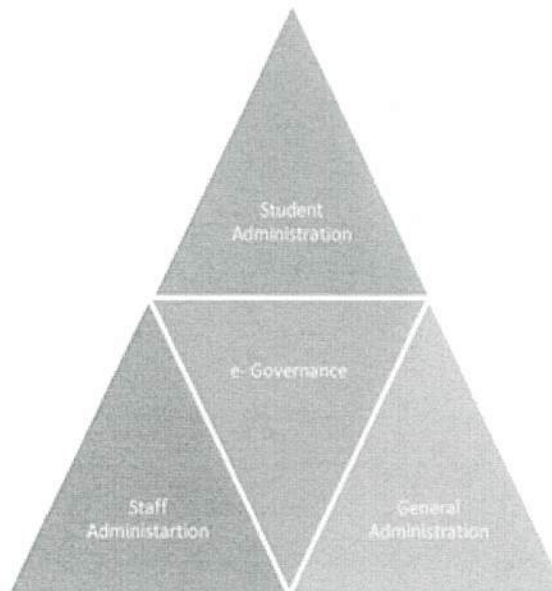 Student
Administration
e- Governance
Staff
Administartion
General
Administration